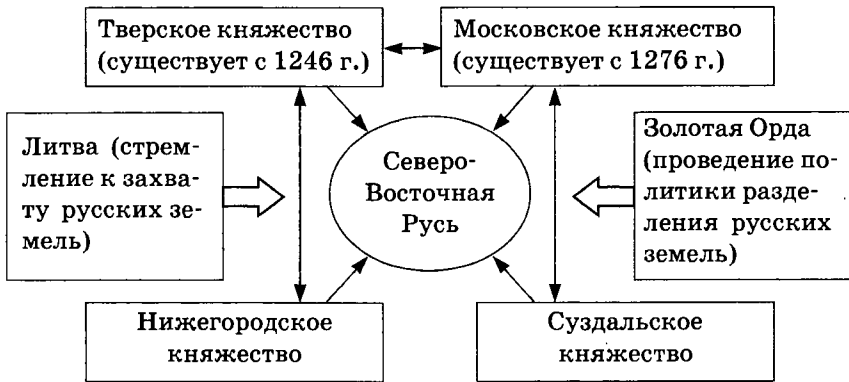 Тверское княжество
(существует с 1246 г.)
Московское княжество
(существует с 1276 г.)
Литва (стрем-
ление к захва-
ту русских зе-
мель)
Северо-
Восточная
Русь
Золотая Орда
(проведение по-
литики разде-
ления русских
земель)
Нижегородское
княжество
Суздальское
княжество